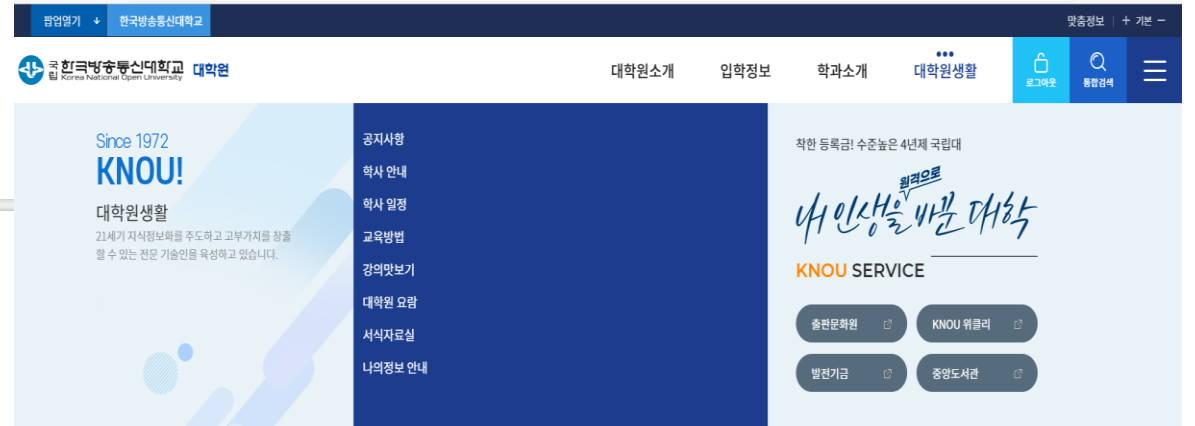 팝업열기
한국방송통신대학교
맞춤정보 | + 기본 −
국립 한국방송통신대학교 대학원
Korea National Open University
대학원소개
입학정보
학과소개
대학원생활
로그아웃
통합검색
Since 1972
KNOU!
대학원생활
21세기 지식정보화를 주도하고 고부가치를 창출
할 수 있는 전문 기술인을 육성하고 있습니다.
공지사항
학사 안내
학사 일정
교육방법
강의맛보기
대학원 요람
서식자료실
나의정보 안내
착한 등록금! 수준높은 4년제 국립대
원격으로
내 인생을 바꾼 대학
KNOU SERVICE
출판문화원
KNOU 위클리
발전기금
중앙도서관